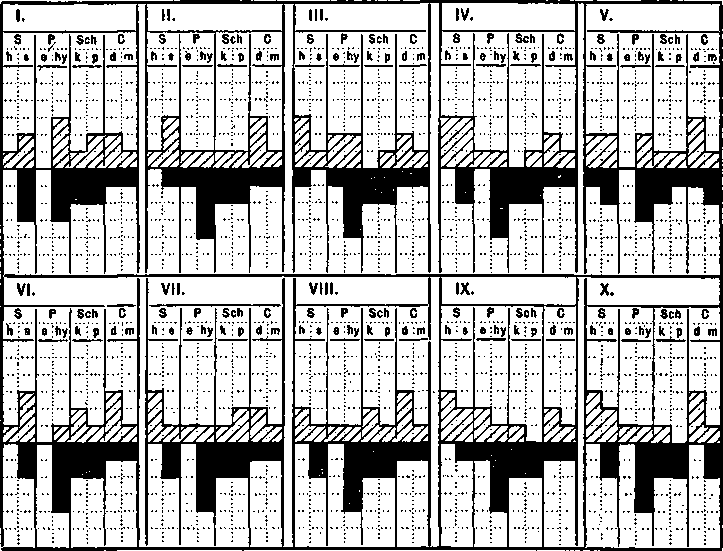 I. II. III. IV. V.
S P Sch C S P Sch C S P Sch C S P Sch C S P Sch C
h s e hy k p d m h s e hy k p d m h s e hy k p d m h s e hy k p d m h s e hy k p d m
VI. VII. VIII. IX. X.
S P Sch C S P Sch C S P Sch C S P Sch C S P Sch C
h s e hy k p d m h s e hy k p d m h s e hy k p d m h s e hy k p d m h s e hy k p d m